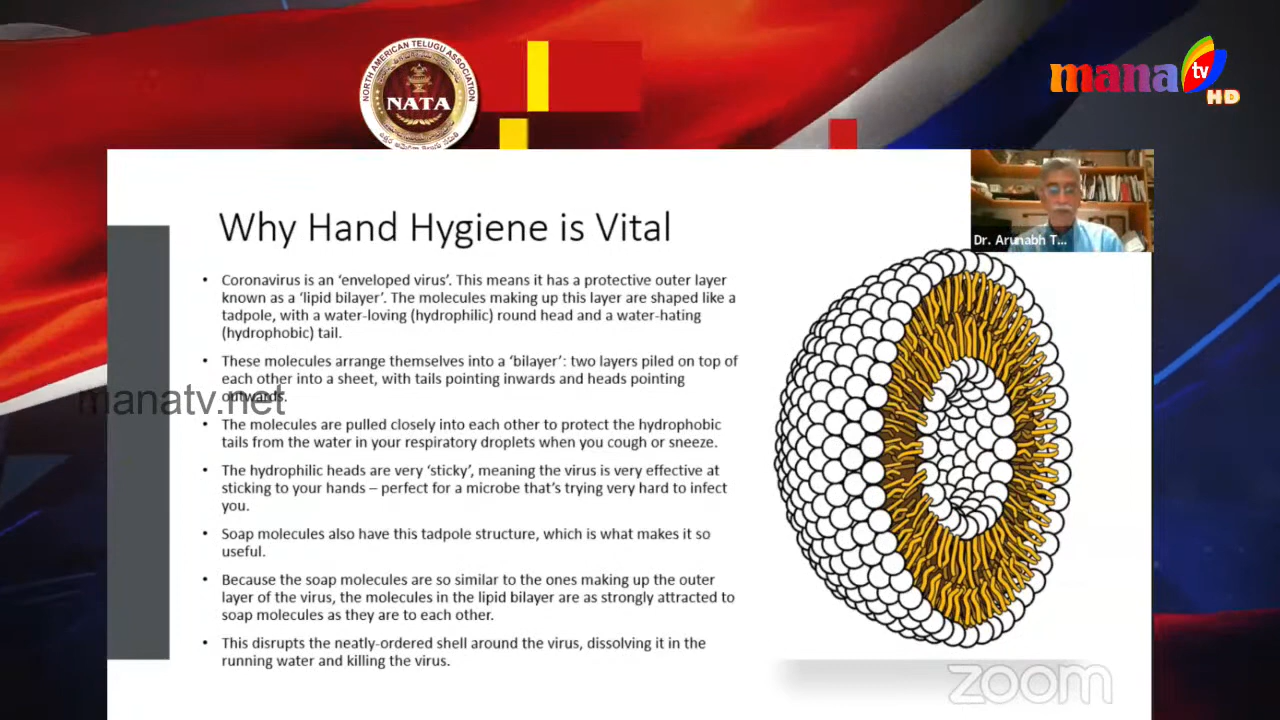 NORTH AMERICAN TELUGU ASSOCIATION
NATA
mana tv
HD
Dr. Arunabh T...
Why Hand Hygiene is Vital
• Coronavirus is an ‘enveloped virus’. This means it has a protective outer layer
known as a ‘lipid bilayer’. The molecules making up this layer are shaped like a
tadpole, with a water-loving (hydrophilic) round head and a water-hating
(hydrophobic) tail.
• These molecules arrange themselves into a ‘bilayer’: two layers piled on top of
each other into a sheet, with tails pointing inwards and heads pointing
outwards.
manatv.net
• The molecules are pulled closely into each other to protect the hydrophobic
tails from the water in your respiratory droplets when you cough or sneeze.
• The hydrophilic heads are very ‘sticky’, meaning the virus is very effective at
sticking to your hands – perfect for a microbe that’s trying very hard to infect
you.
• Soap molecules also have this tadpole structure, which is what makes it so
useful.
• Because the soap molecules are so similar to the ones making up the outer
layer of the virus, the molecules in the lipid bilayer are as strongly attracted to
soap molecules as they are to each other.
• This disrupts the neatly-ordered shell around the virus, dissolving it in the
running water and killing the virus.
zoom